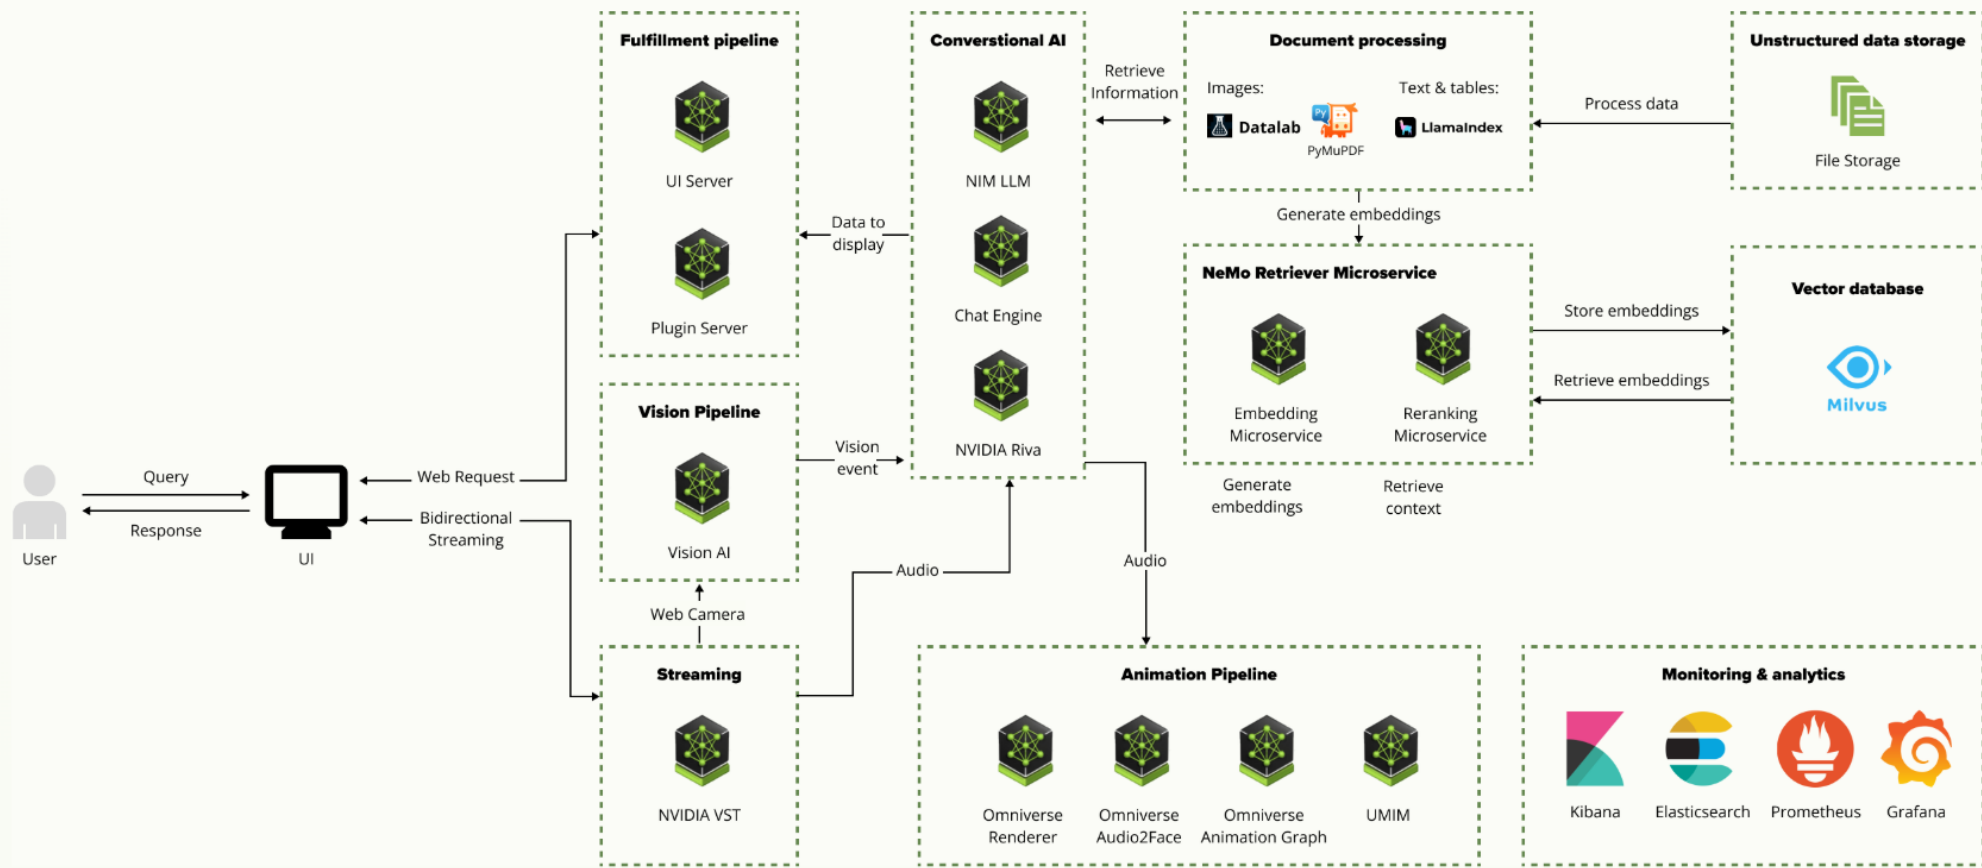 Fulfillment pipeline
UI Server
Plugin Server
Converstional AI
NIM LLM
Chat Engine
NVIDIA Riva
Retrieve
Information
Document processing
Images:
Datalab
Py
PyMuPDF
Text & tables:
LlamaIndex
Process data
Unstructured data storage
File Storage
Data to
display
Generate embeddings
NeMo Retriever Microservice
Embedding
Microservice
Reranking
Microservice
Generate
embeddings
Retrieve
context
Store embeddings
Retrieve embeddings
Vector database
Milvus
Vision Pipeline
Vision AI
Vision
event
User
Query
Response
UI
Web Request
Bidirectional
Streaming
Web Camera
Audio
Audio
Streaming
NVIDIA VST
Animation Pipeline
Omniverse
Renderer
Omniverse
Audio2Face
Omniverse
Animation Graph
UMIM
Monitoring & analytics
Kibana
Elasticsearch
Prometheus
Grafana